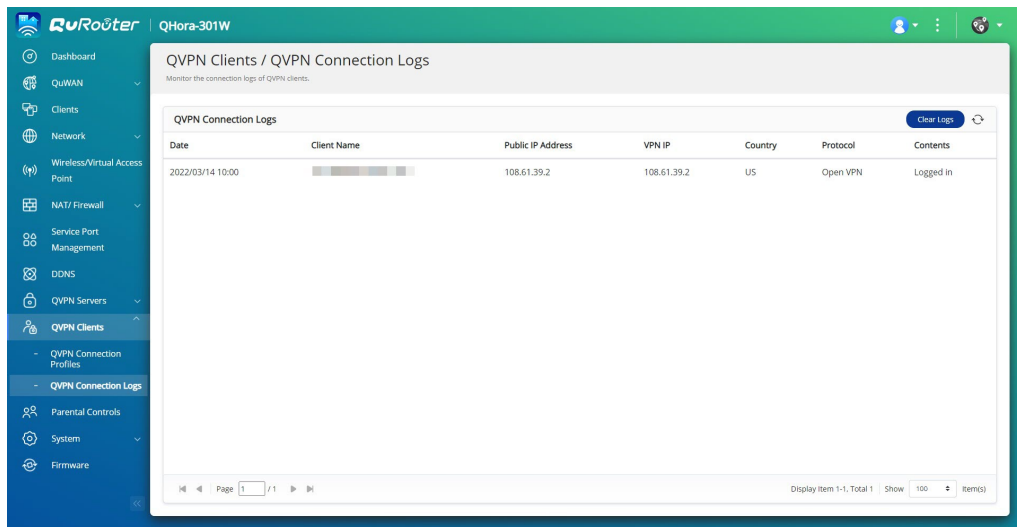 QuRoûter QHora-301W
Dashboard
QuWAN
Clients
Network
Wireless/Virtual Access
Point
NAT/ Firewall
Service Port
Management
DDNS
QVPN Servers
QVPN Clients
- QVPN Connection
Profiles
- QVPN Connection Logs
Parental Controls
System
Firmware
QVPN Clients / QVPN Connection Logs
Monitor the connection logs of QVPN clients.
QVPN Connection Logs Clear Logs
Date Client Name Public IP Address VPN IP Country Protocol Contents
2022/03/14 10:00 108.61.39.2 108.61.39.2 US Open VPN Logged in
Page 1 / 1 Display item 1-1, Total 1 Show 100 item(s)